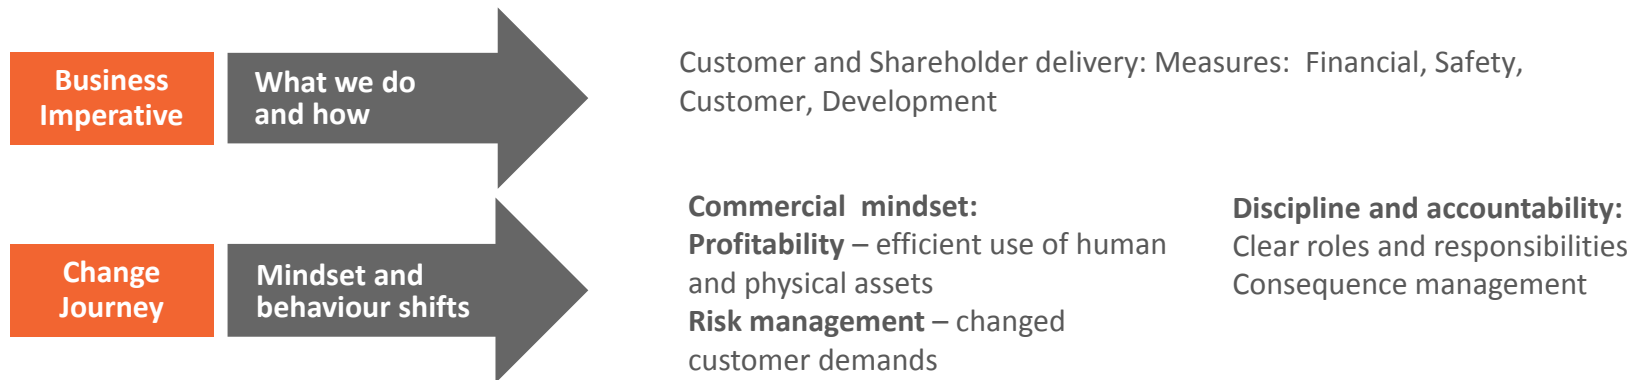 Business
Imperative
What we do
and how
Customer and Shareholder delivery: Measures:  Financial, Safety,
Customer, Development
Change
Journey
Mindset and
behaviour shifts
Commercial  mindset:
Profitability – efficient use of human
and physical assets
Risk management – changed
customer demands
Discipline and accountability:
Clear roles and responsibilities
Consequence management